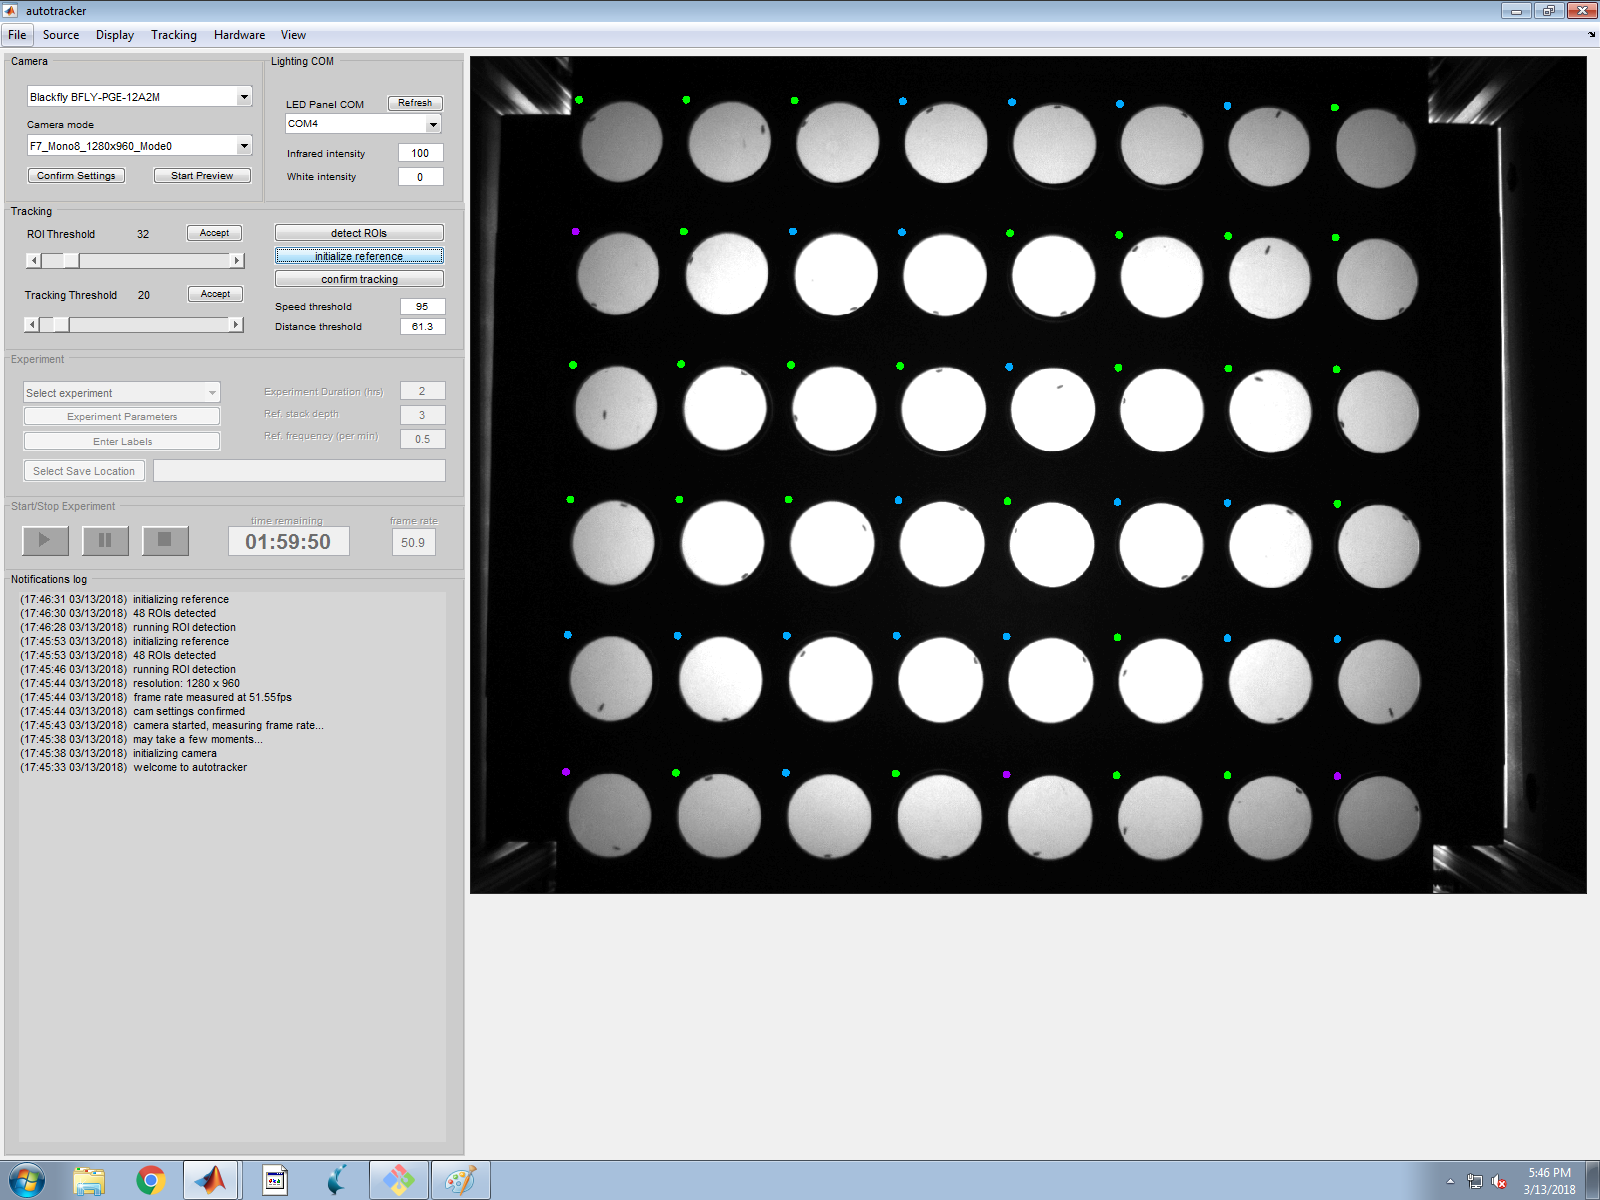 autotracker
File Source Display Tracking Hardware View
Camera
Blackfly BFLY-PGE-12A2M
Camera mode
F7_Mono8_1280x960_Mode0
Confirm Settings Start Preview
Lighting COM
LED Panel COM Refresh
COM4
Infrared intensity 100
White intensity 0
Tracking
ROI Threshold 32 Accept
Tracking Threshold 20 Accept
detect ROIs
initialize reference
confirm tracking
Speed threshold 95
Distance threshold 61.3
Experiment
Select experiment
Experiment Parameters
Enter Labels
Experiment Duration (hrs) 2
Ref. stack depth 3
Ref. frequency (per min) 0.5
Select Save Location
Start/Stop Experiment
time remaining
01:59:50
frame rate
50.9
Notifications log
(17:46:31 03/13/2018) initializing reference
(17:46:30 03/13/2018) 48 ROIs detected
(17:46:28 03/13/2018) running ROI detection
(17:45:53 03/13/2018) initializing reference
(17:45:53 03/13/2018) 48 ROIs detected
(17:45:46 03/13/2018) running ROI detection
(17:45:44 03/13/2018) resolution: 1280 x 960
(17:45:44 03/13/2018) frame rate measured at 51.55fps
(17:45:44 03/13/2018) cam settings confirmed
(17:45:43 03/13/2018) camera started, measuring frame rate...
(17:45:38 03/13/2018) may take a few moments...
(17:45:38 03/13/2018) initializing camera
(17:45:33 03/13/2018) welcome to autotracker
5:46 PM
3/13/2018